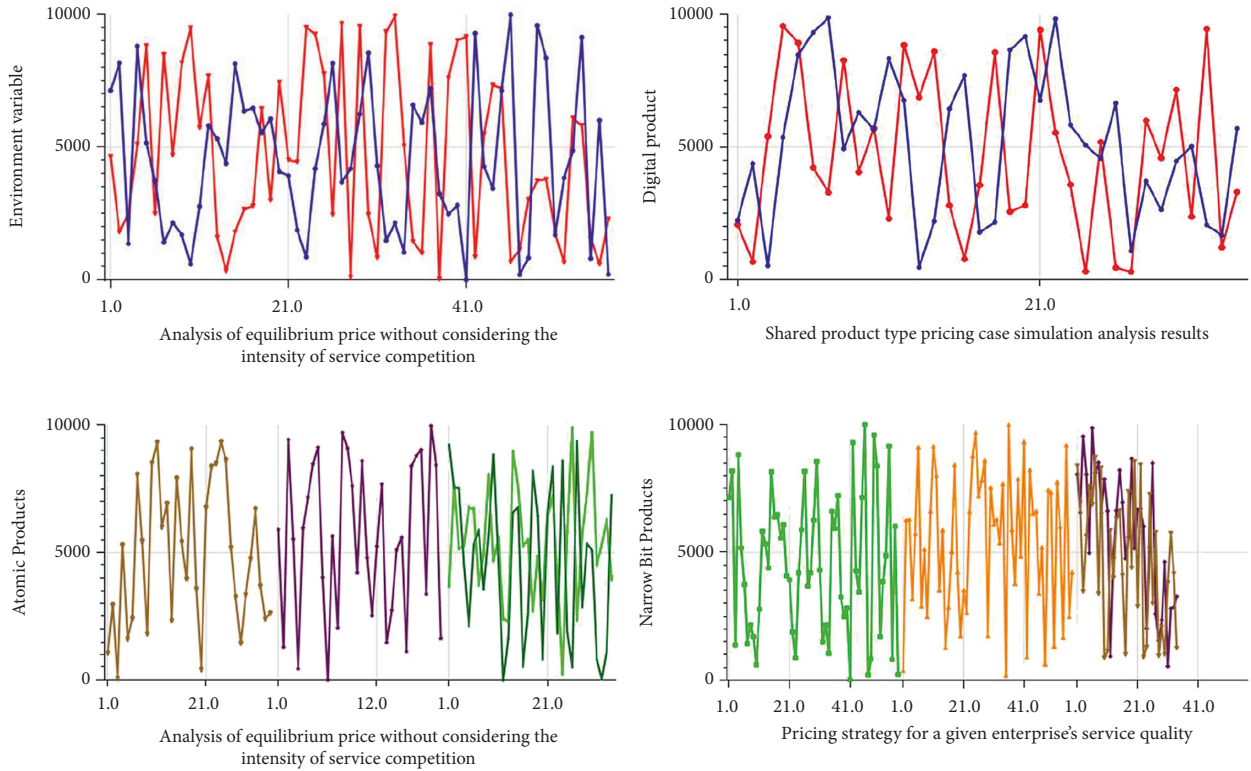 10000
5000
0
Environment variable
1.0 21.0 41.0
Analysis of equilibrium price without considering the
intensity of service competition
10000
5000
0
Digital product
1.0 21.0
Shared product type pricing case simulation analysis results
10000
5000
0
Atomic Products
1.0 21.0 1.0 12.0 1.0 21.0
Analysis of equilibrium price without considering the
intensity of service competition
10000
5000
0
Narrow Bit Products
1.0 21.0 41.0 1.0 21.0 41.0 1.0 21.0 41.0
Pricing strategy for a given enterprise's service quality